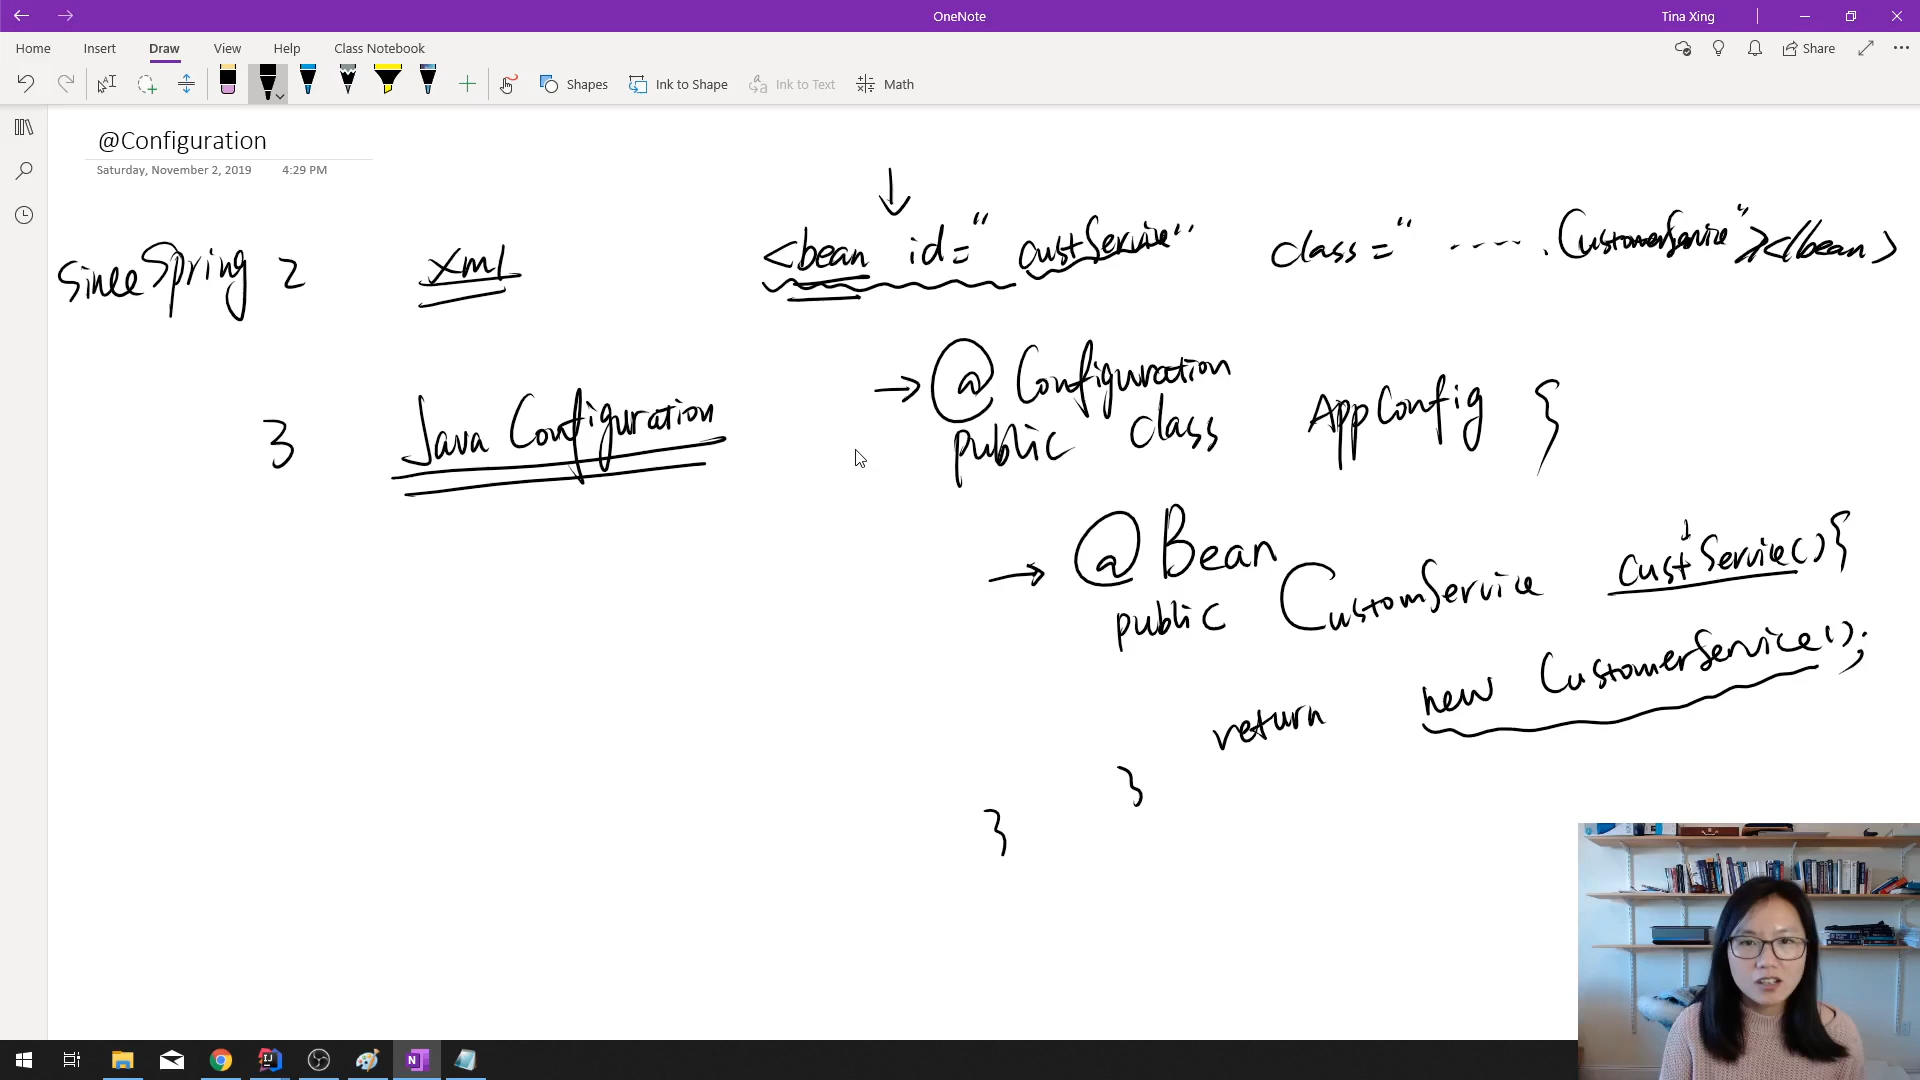 OneNote
Tina Xing
Home Insert Draw View Help Class Notebook
Share
Shapes Ink to Shape Ink to Text Math
@Configuration
Saturday, November 2, 2019 4:29 PM
Since Spring 2 xml <bean id="custService" class="......CustomerService"></bean>
3 Java Configuration
→ @Configuration
public class AppConfig {
→ @Bean
public CustomService custService(){
return new CustomerService();
}
}